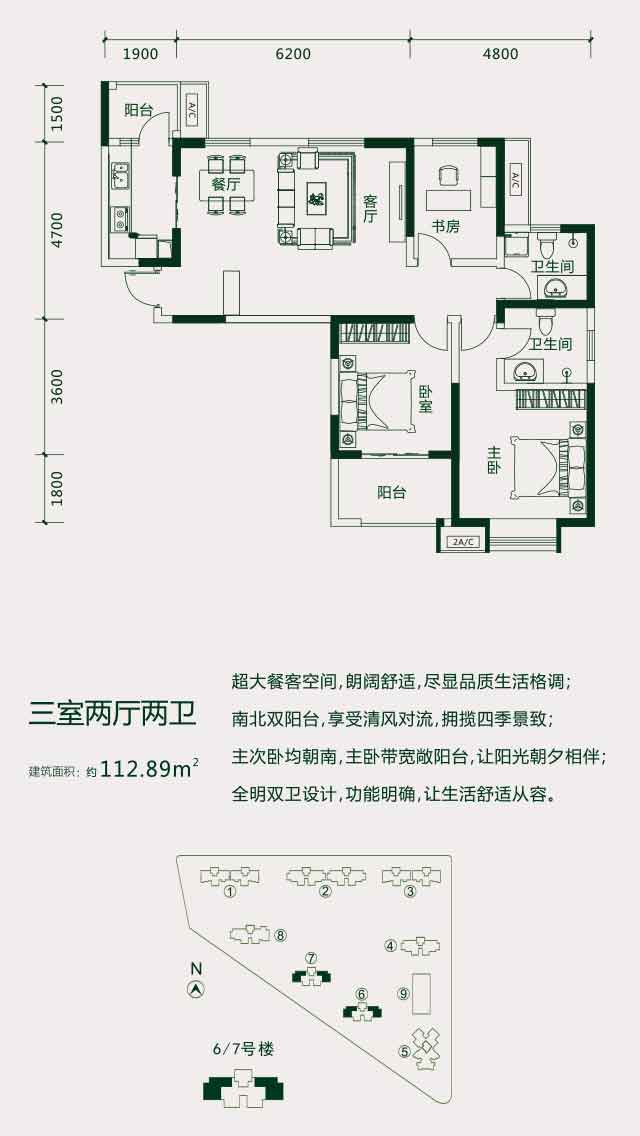 1900 6200 4800
1500
4700
3600
1800
阳台
A/C
餐厅
客厅
书房
A/C
卫生间
卫生间
卧室
主卧
阳台
2A/C
三室两厅两卫
建筑面积：约112.89m²
超大餐客空间，朗阔舒适，尽显品质生活格调；
南北双阳台，享受清风对流，拥揽四季景致；
主次卧均朝南，主卧带宽敞阳台，让阳光朝夕相伴；
全明双卫设计，功能明确，让生活舒适从容。
① ② ③
⑧
④
⑦
⑥
⑨
⑤
N
6/7号楼